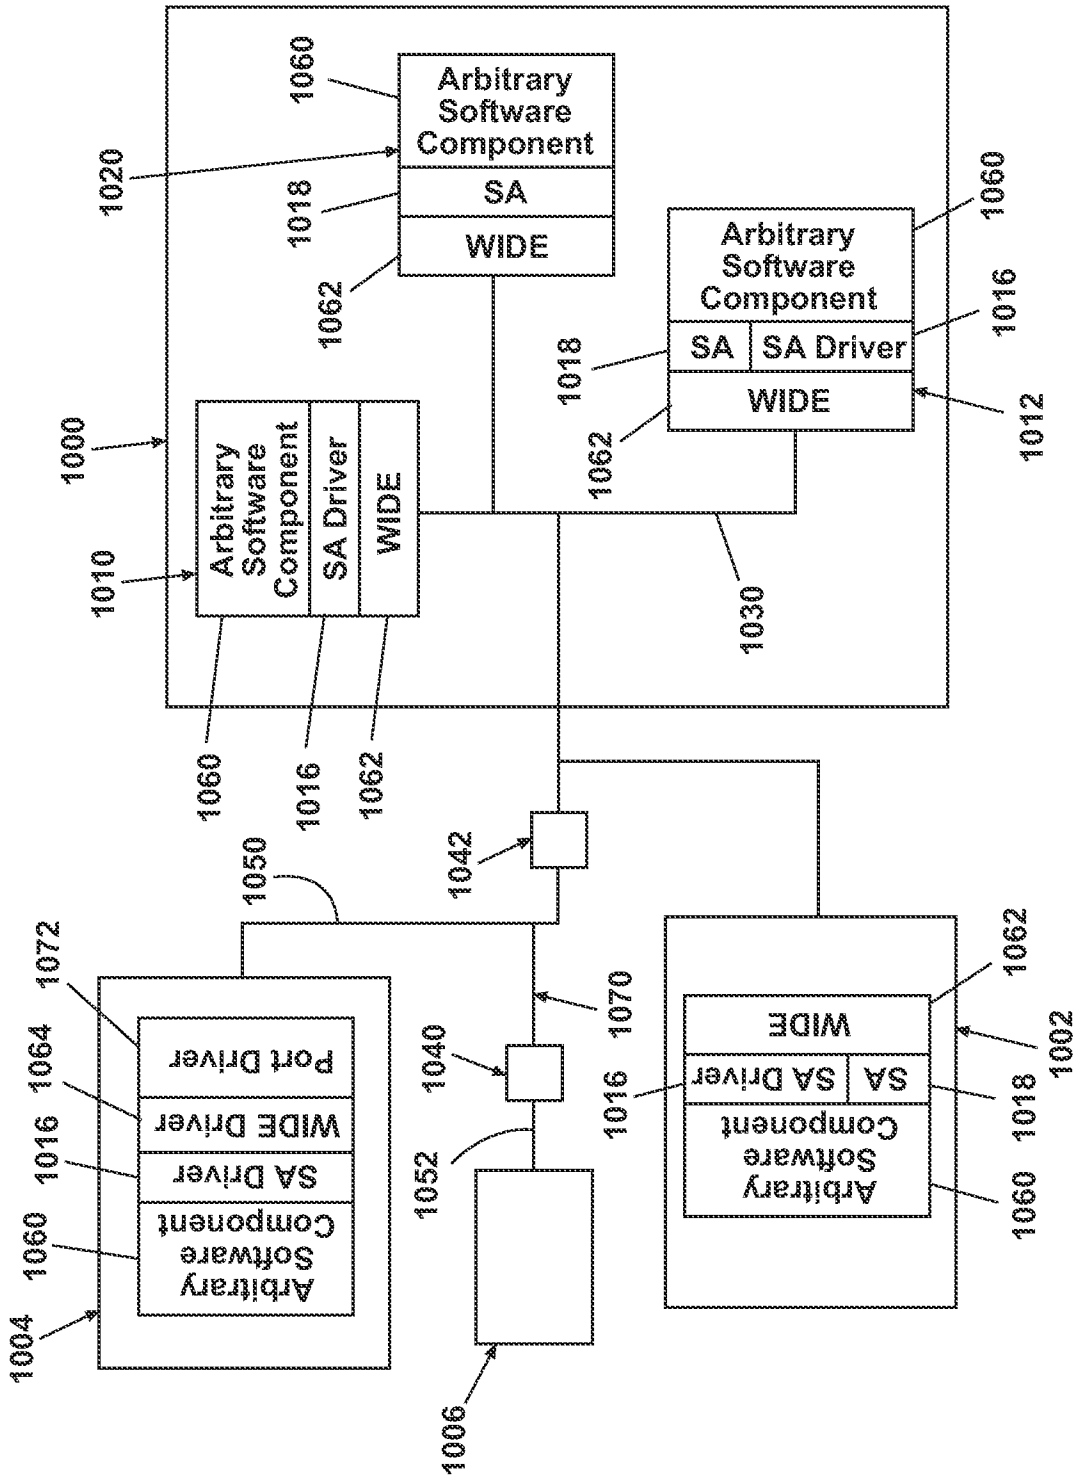 1000
1010
1060
1016
1062
Arbitrary
Software
Component
SA Driver
WIDE
1020
1060
1018
1062
Arbitrary
Software
Component
SA
WIDE
1018
1062
1060
1016
1012
Arbitrary
Software
Component
SA
SA Driver
WIDE
1030
1042
1050
1004
1060
1016
1064
1072
Arbitrary
Software
Component
SA Driver
WIDE Driver
Port Driver
1040
1070
1052
1006
1016
1062
1002
1018
1060
WIDE
SA Driver
SA
Arbitrary
Software
Component